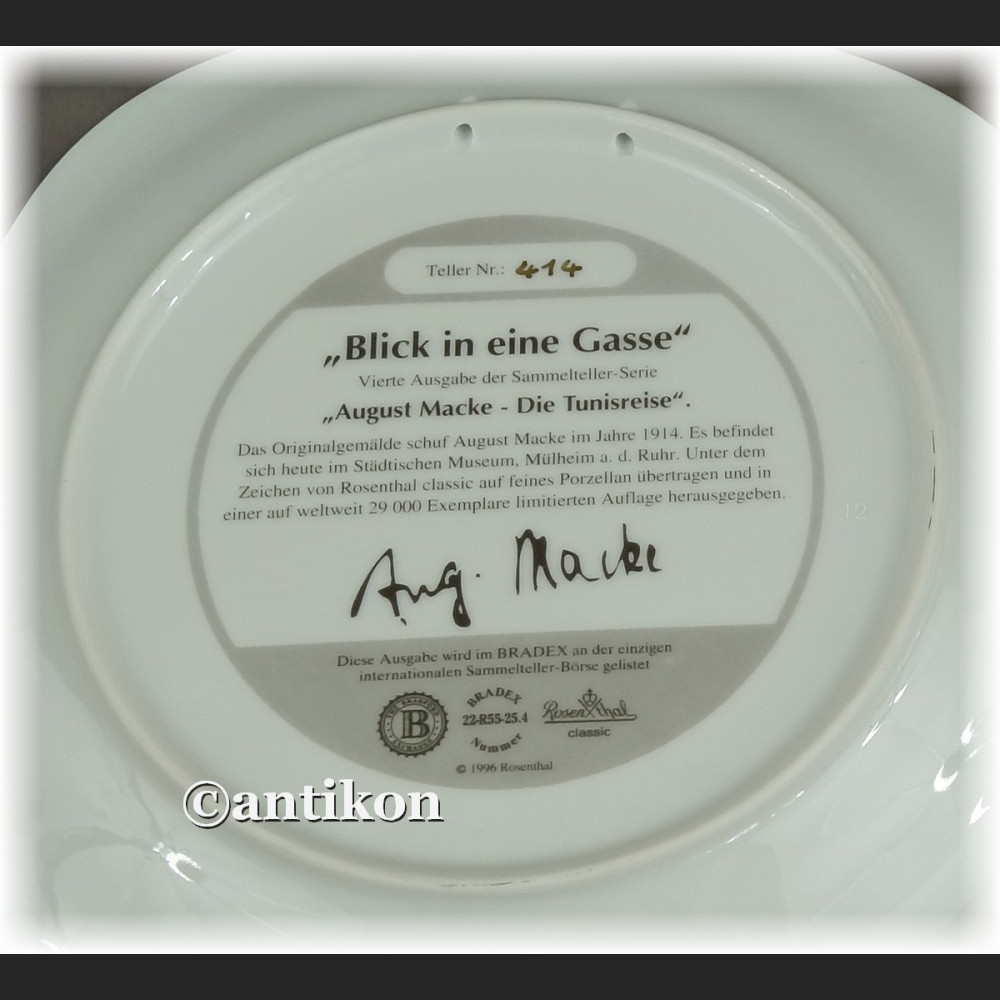 Teller Nr.: 414
„Blick in eine Gasse“
Vierte Ausgabe der Sammelteller-Serie
„August Macke - Die Tunisreise“.
Das Originalgemälde schuf August Macke im Jahre 1914. Es befindet
sich heute im Städtischen Museum, Mülheim a. d. Ruhr. Unter dem
Zeichen von Rosenthal classic auf feines Porzellan übertragen und in
einer auf weltweit 29 000 Exemplare limitierten Auflage herausgegeben.
12
Aug. Macke
Diese Ausgabe wird im BRADEX an der einzigen
internationalen Sammelteller-Börse gelistet
THE BRADFORD
B
EXCHANGE
BRADEX
22-R55-25.4
Nummer
Rosenthal
classic
© 1996 Rosenthal
©antikon